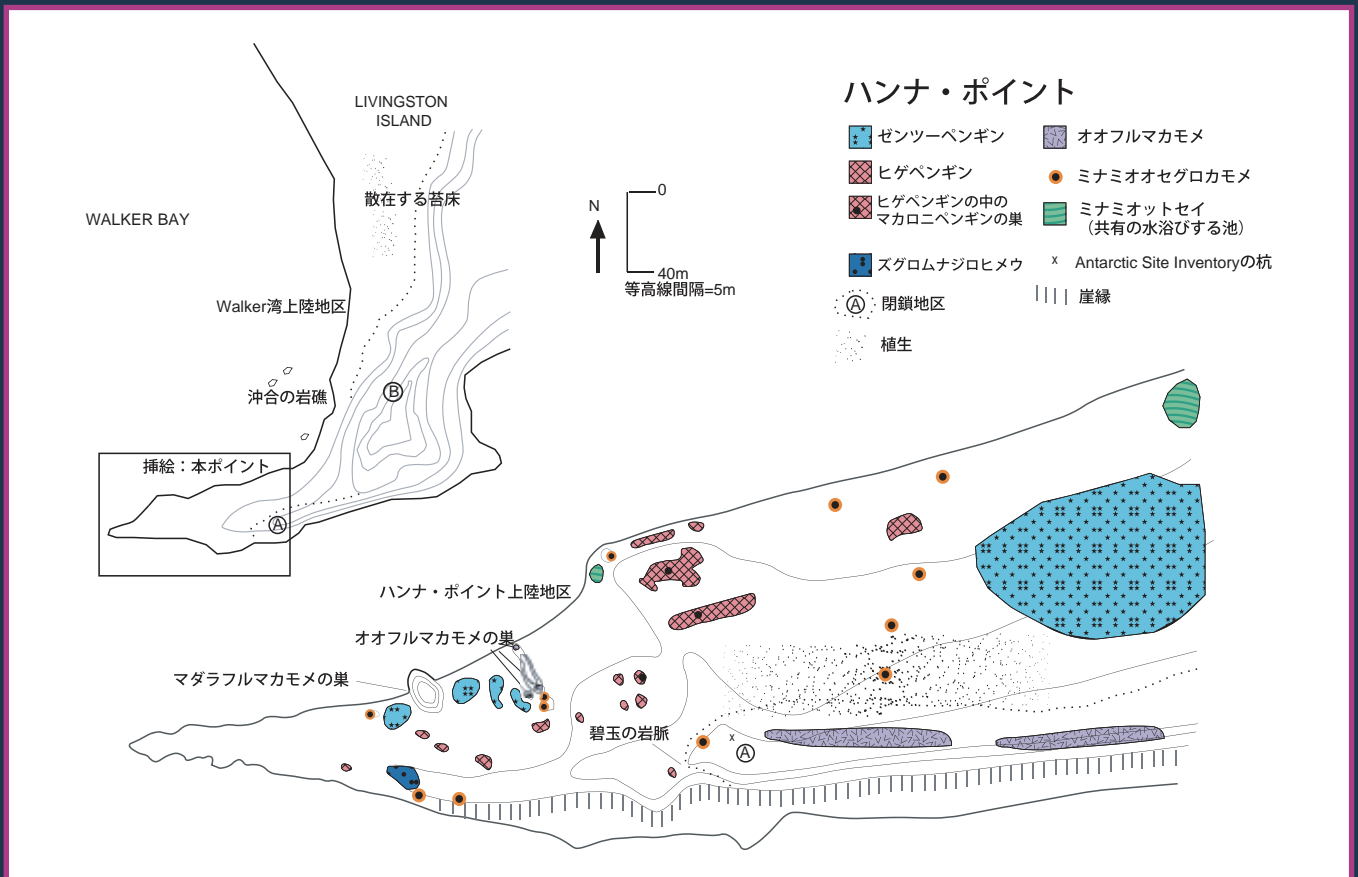 LIVINGSTON
ISLAND
散在する苔床
WALKER BAY
Walker湾上陸地区
沖合の岩礁
B
挿絵：本ポイント
A
N
0
40m
等高線間隔=5m
ハンナ・ポイント
ゼンツーペンギン
オオフルマカモメ
ヒゲペンギン
ミナミオオセグロカモメ
ヒゲペンギンの中の
マカロニペンギンの巣
ミナミオットセイ
（共有の水浴びする池）
ズグロムナジロヒメウ
x Antarctic Site Inventoryの杭
A 閉鎖地区
崖縁
植生
ハンナ・ポイント上陸地区
オオフルマカモメの巣
マダラフルマカモメの巣
碧玉の岩脈
x
A